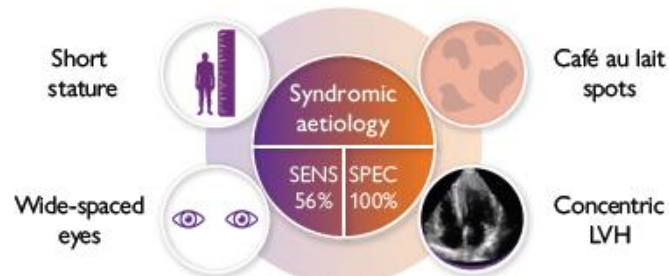 Short
stature
Café au lait
spots
Syndromic
aetiology
SENS
56%
SPEC
100%
Wide-spaced
eyes
Concentric
LVH